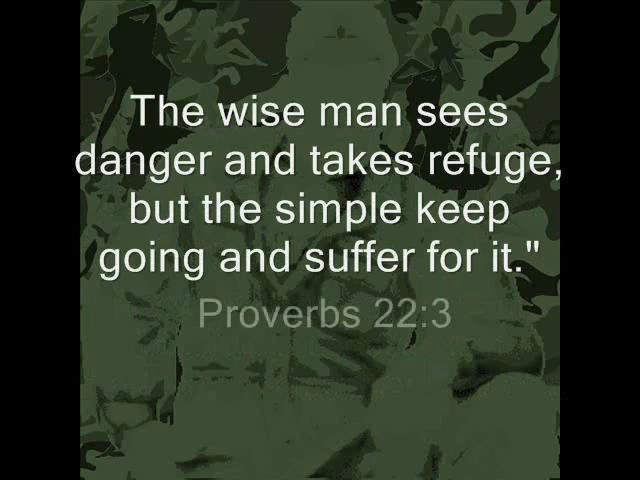 The wise man sees
danger and takes refuge,
but the simple keep
going and suffer for it."
Proverbs 22:3